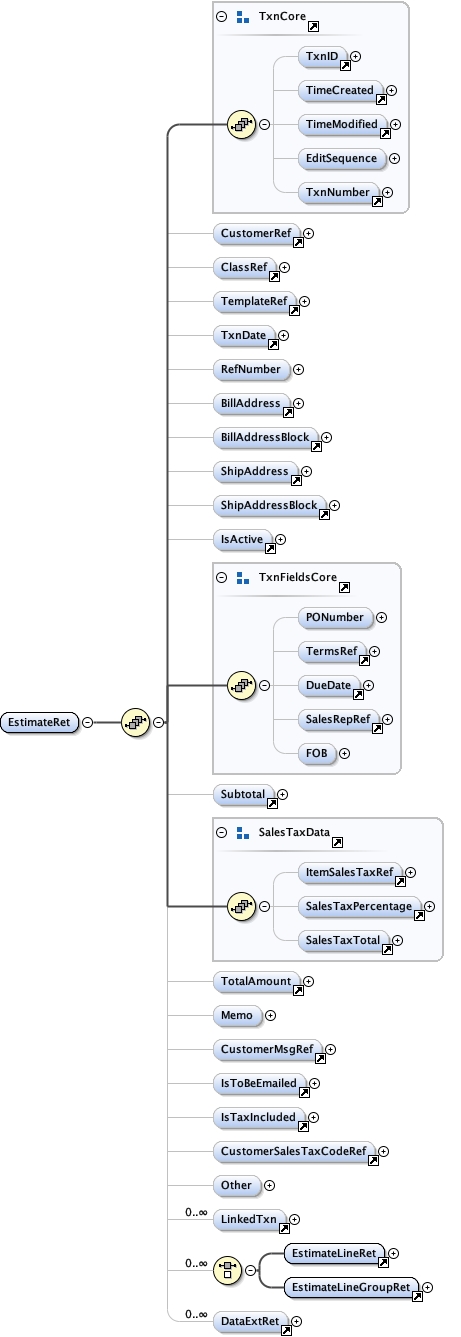 TxnCore
TxnID
TimeCreated
TimeModified
EditSequence
TxnNumber
CustomerRef
ClassRef
TemplateRef
TxnDate
RefNumber
BillAddress
BillAddressBlock
ShipAddress
ShipAddressBlock
IsActive
TxnFieldsCore
PONumber
TermsRef
DueDate
SalesRepRef
FOB
EstimateRet
Subtotal
SalesTaxData
ItemSalesTaxRef
SalesTaxPercentage
SalesTaxTotal
TotalAmount
Memo
CustomerMsgRef
IsToBeEmailed
IsTaxIncluded
CustomerSalesTaxCodeRef
Other
0..∞ LinkedTxn
0..∞
EstimateLineRet
EstimateLineGroupRet
0..∞ DataExtRet